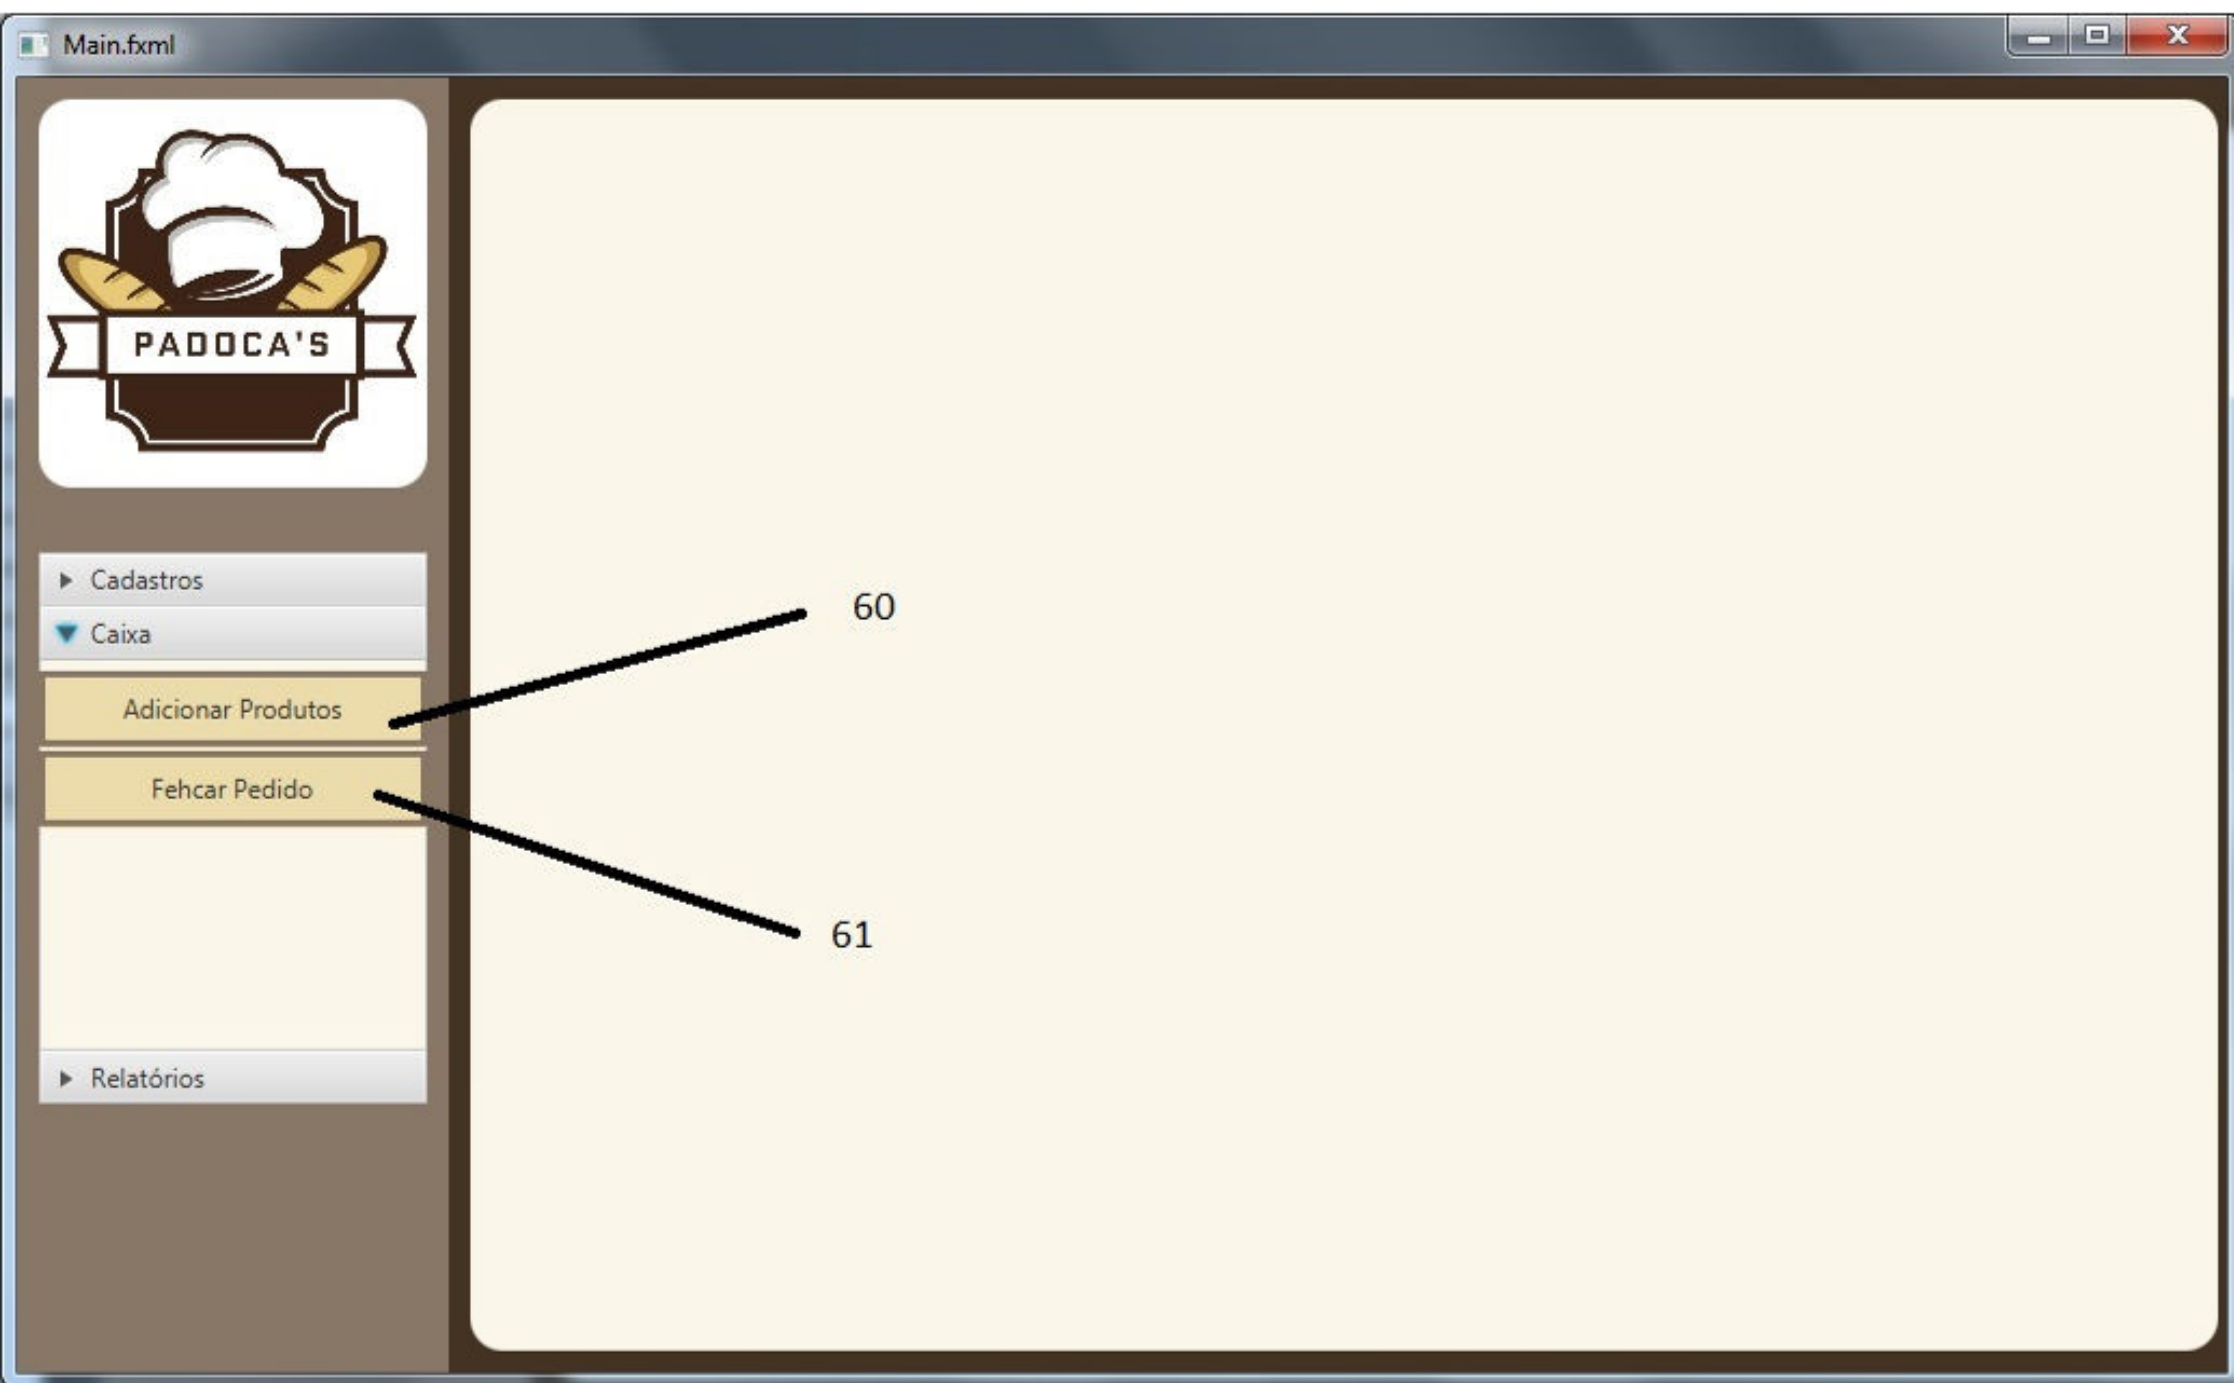 Main.fxml
PADOCA'S
Cadastros
Caixa
Adicionar Produtos
60
Fehcar Pedido
61
Relatórios